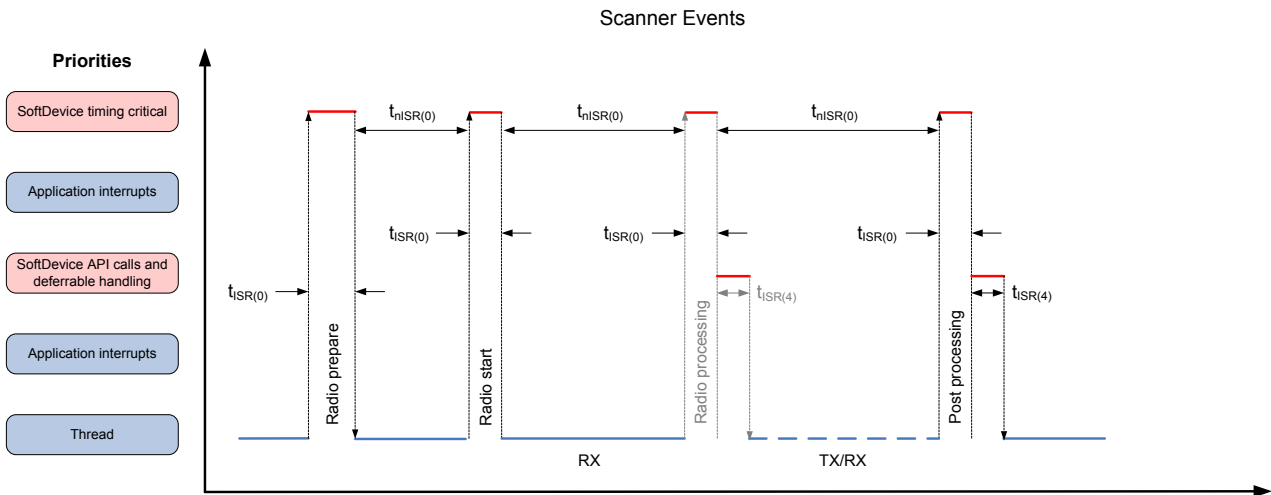 Scanner Events
Priorities
SoftDevice timing critical
Application interrupts
SoftDevice API calls and
deferrable handling
Application interrupts
Thread
tnISR(0)
tnISR(0)
tnISR(0)
tISR(0)
tISR(0)
tISR(0)
tISR(0)
tISR(4)
tISR(4)
Radio prepare
Radio start
Radio processing
Post processing
RX
TX/RX